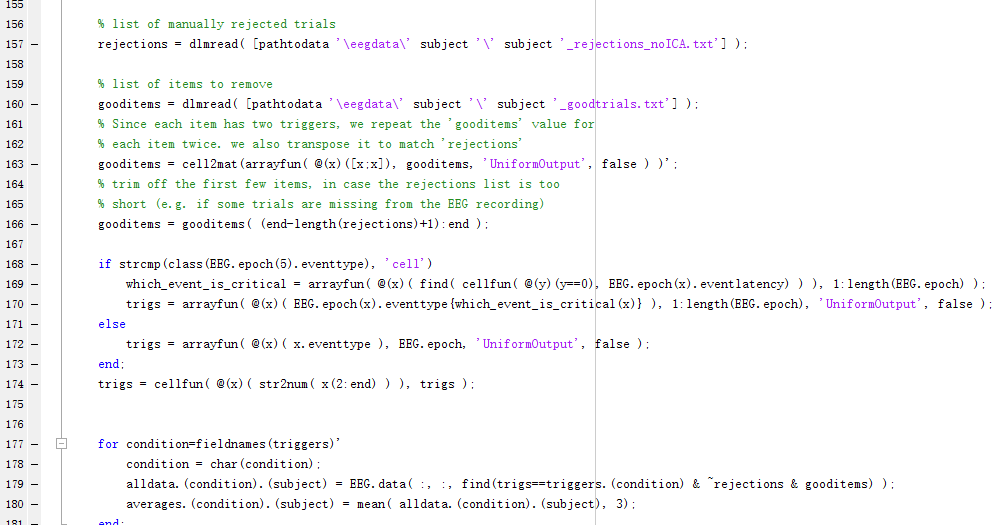 155
156 % list of manually rejected trials
157 – rejections = dlmread( [pathtodata '\eegdata\' subject '\' subject '_rejections_noICA.txt'] );
158
159 % list of items to remove
160 – gooditems = dlmread( [pathtodata '\eegdata\' subject '\' subject '_goodtrials.txt'] );
161 % Since each item has two triggers, we repeat the 'gooditems' value for
162 % each item twice. we also transpose it to match 'rejections'
163 – gooditems = cell2mat(arrayfun( @(x)([x;x]), gooditems, 'UniformOutput', false ) )';
164 % trim off the first few items, in case the rejections list is too
165 % short (e.g. if some trials are missing from the EEG recording)
166 – gooditems = gooditems( (end-length(rejections)+1):end );
167
168 – if strcmp(class(EEG.epoch(5).eventtype), 'cell')
169 – which_event_is_critical = arrayfun( @(x)( find( cellfun( @(y)(y==0), EEG.epoch(x).eventlatency) ) ), 1:length(EEG.epoch) );
170 – trigs = arrayfun( @(x)( EEG.epoch(x).eventtype{which_event_is_critical(x)} ), 1:length(EEG.epoch), 'UniformOutput', false );
171 – else
172 – trigs = arrayfun( @(x)( x.eventtype ), EEG.epoch, 'UniformOutput', false );
173 – end;
174 – trigs = cellfun( @(x)( str2num( x(2:end) ) ), trigs );
175
176
177 – for condition=fieldnames(triggers)'
178 – condition = char(condition);
179 – alldata.(condition).(subject) = EEG.data( :, :, find(trigs==triggers.(condition) & ~rejections & gooditems) );
180 – averages.(condition).(subject) = mean( alldata.(condition).(subject), 3);
181 – end;